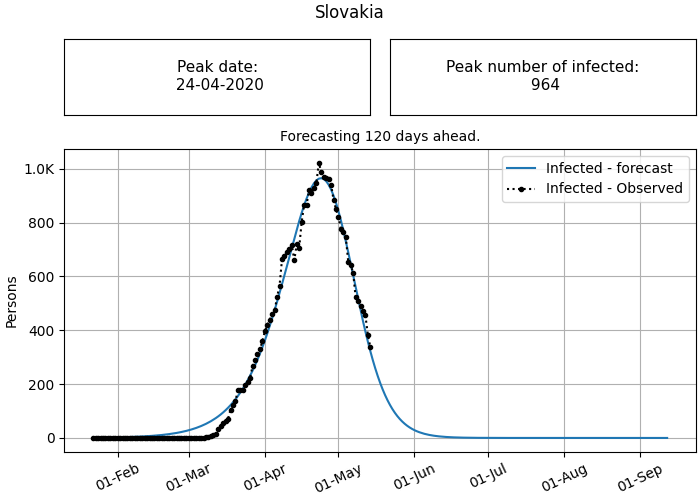 Slovakia
Peak date:
24-04-2020
Peak number of infected:
964
Forecasting 120 days ahead.
Infected - forecast
Infected - Observed
1.0K
800
600
400
200
0
Persons
01-Feb
01-Mar
01-Apr
01-May
01-Jun
01-Jul
01-Aug
01-Sep